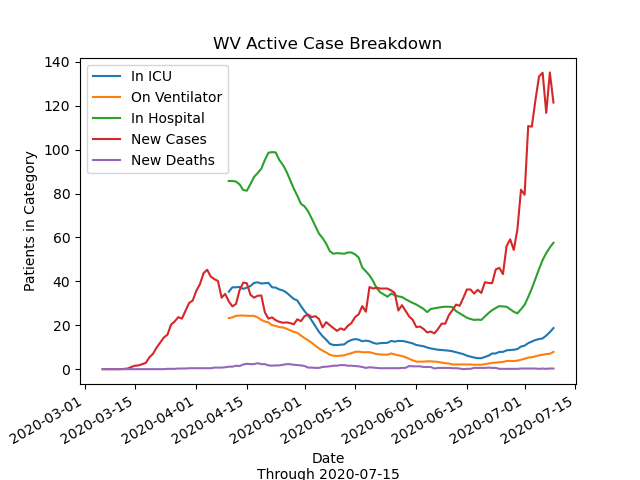 WV Active Case Breakdown
140
120
100
80
60
40
20
0
Patients in Category
In ICU
On Ventilator
In Hospital
New Cases
New Deaths
2020-03-01
2020-03-15
2020-04-01
2020-04-15
2020-05-01
2020-05-15
2020-06-01
2020-06-15
2020-07-01
2020-07-15
Date
Through 2020-07-15